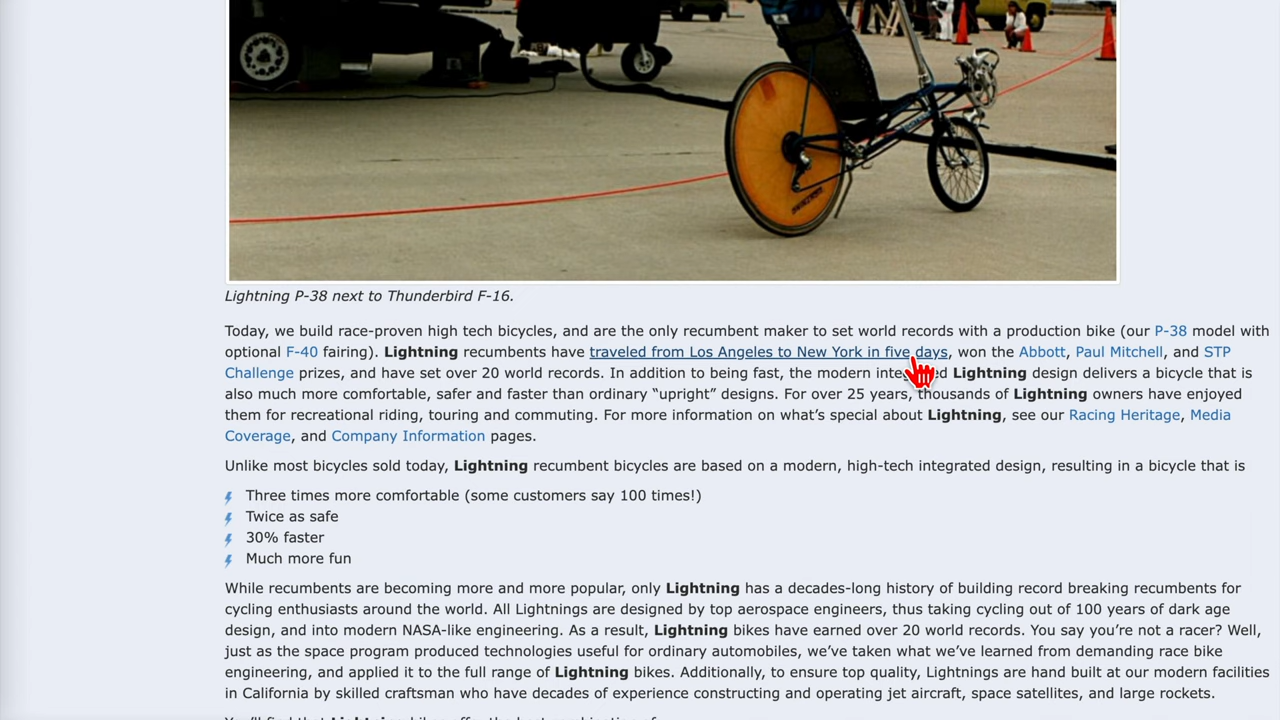 Lightning P-38 next to Thunderbird F-16.
Today, we build race-proven high tech bicycles, and are the only recumbent maker to set world records with a production bike (our P-38 model with
optional F-40 fairing). Lightning recumbents have traveled from Los Angeles to New York in five days, won the Abbott, Paul Mitchell, and STP
Challenge prizes, and have set over 20 world records. In addition to being fast, the modern integrated Lightning design delivers a bicycle that is
also much more comfortable, safer and faster than ordinary “upright” designs. For over 25 years, thousands of Lightning owners have enjoyed
them for recreational riding, touring and commuting. For more information on what’s special about Lightning, see our Racing Heritage, Media
Coverage, and Company Information pages.
Unlike most bicycles sold today, Lightning recumbent bicycles are based on a modern, high-tech integrated design, resulting in a bicycle that is
Three times more comfortable (some customers say 100 times!)
Twice as safe
30% faster
Much more fun
While recumbents are becoming more and more popular, only Lightning has a decades-long history of building record breaking recumbents for
cycling enthusiasts around the world. All Lightnings are designed by top aerospace engineers, thus taking cycling out of 100 years of dark age
design, and into modern NASA-like engineering. As a result, Lightning bikes have earned over 20 world records. You say you’re not a racer? Well,
just as the space program produced technologies useful for ordinary automobiles, we’ve taken what we’ve learned from demanding race bike
engineering, and applied it to the full range of Lightning bikes. Additionally, to ensure top quality, Lightnings are hand built at our modern facilities
in California by skilled craftsman who have decades of experience constructing and operating jet aircraft, space satellites, and large rockets.